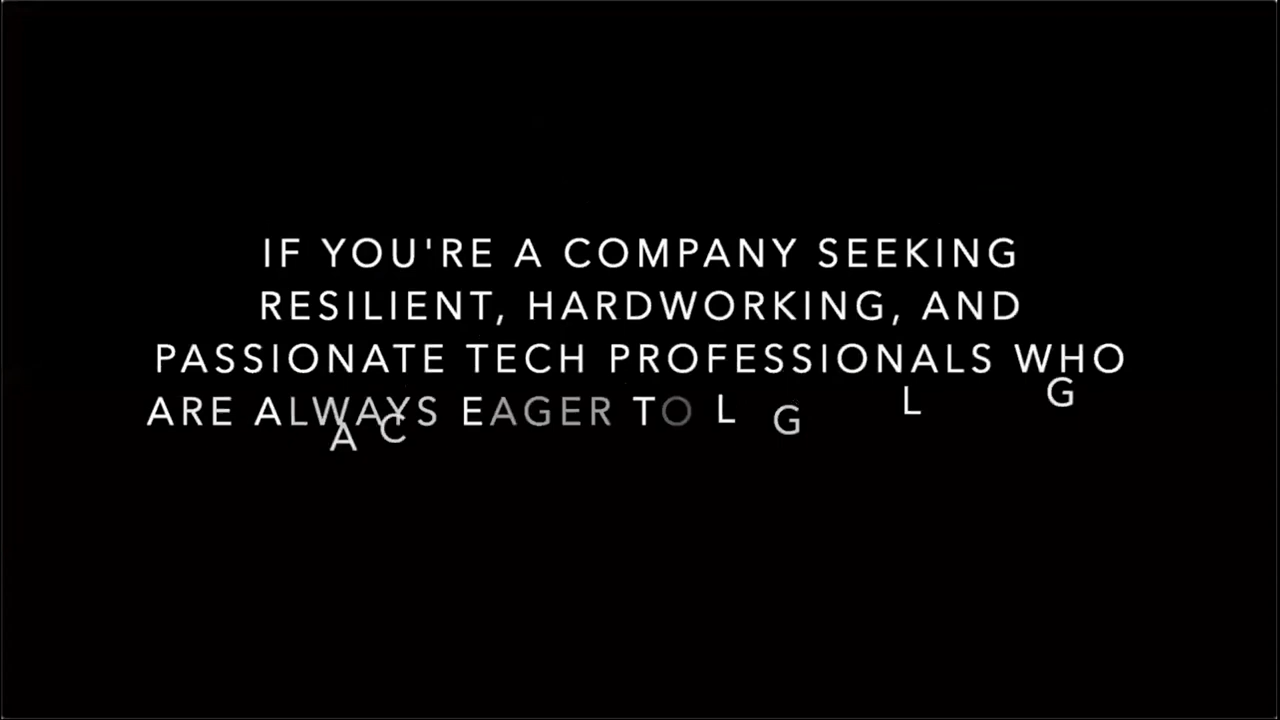 IF YOU'RE A COMPANY SEEKING
RESILIENT, HARDWORKING, AND
PASSIONATE TECH PROFESSIONALS WHO
ARE ALWAYS EAGER TO L G L G
A C